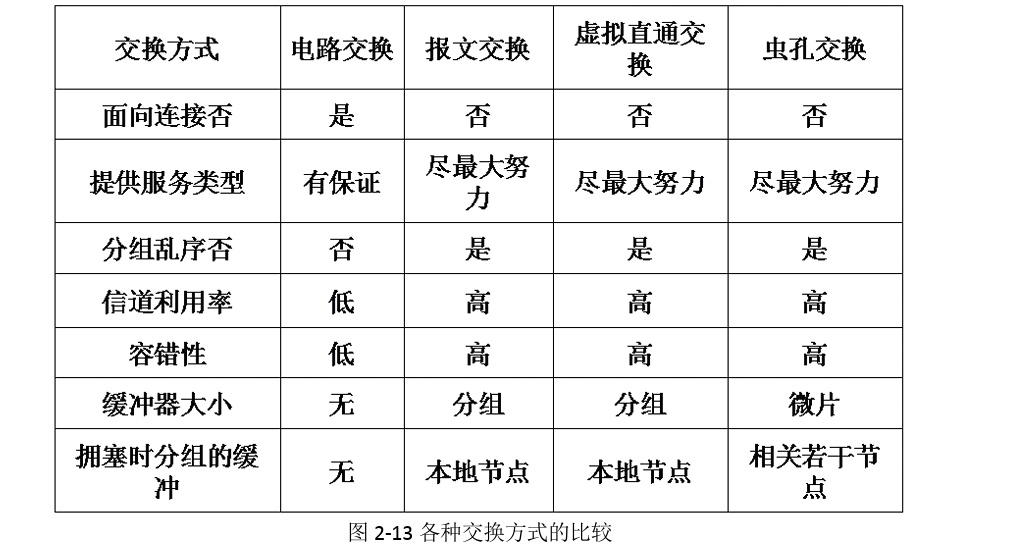 交换方式 电路交换 报文交换 虚拟直通交
换 虫孔交换
面向连接否 是 否 否 否
提供服务类型 有保证 尽最大努
力 尽最大努力 尽最大努力
分组乱序否 否 是 是 是
信道利用率 低 高 高 高
容错性 低 高 高 高
缓冲器大小 无 分组 分组 微片
拥塞时分组的缓
冲 无 本地节点 本地节点 相关若干节
点
图 2-13 各种交换方式的比较